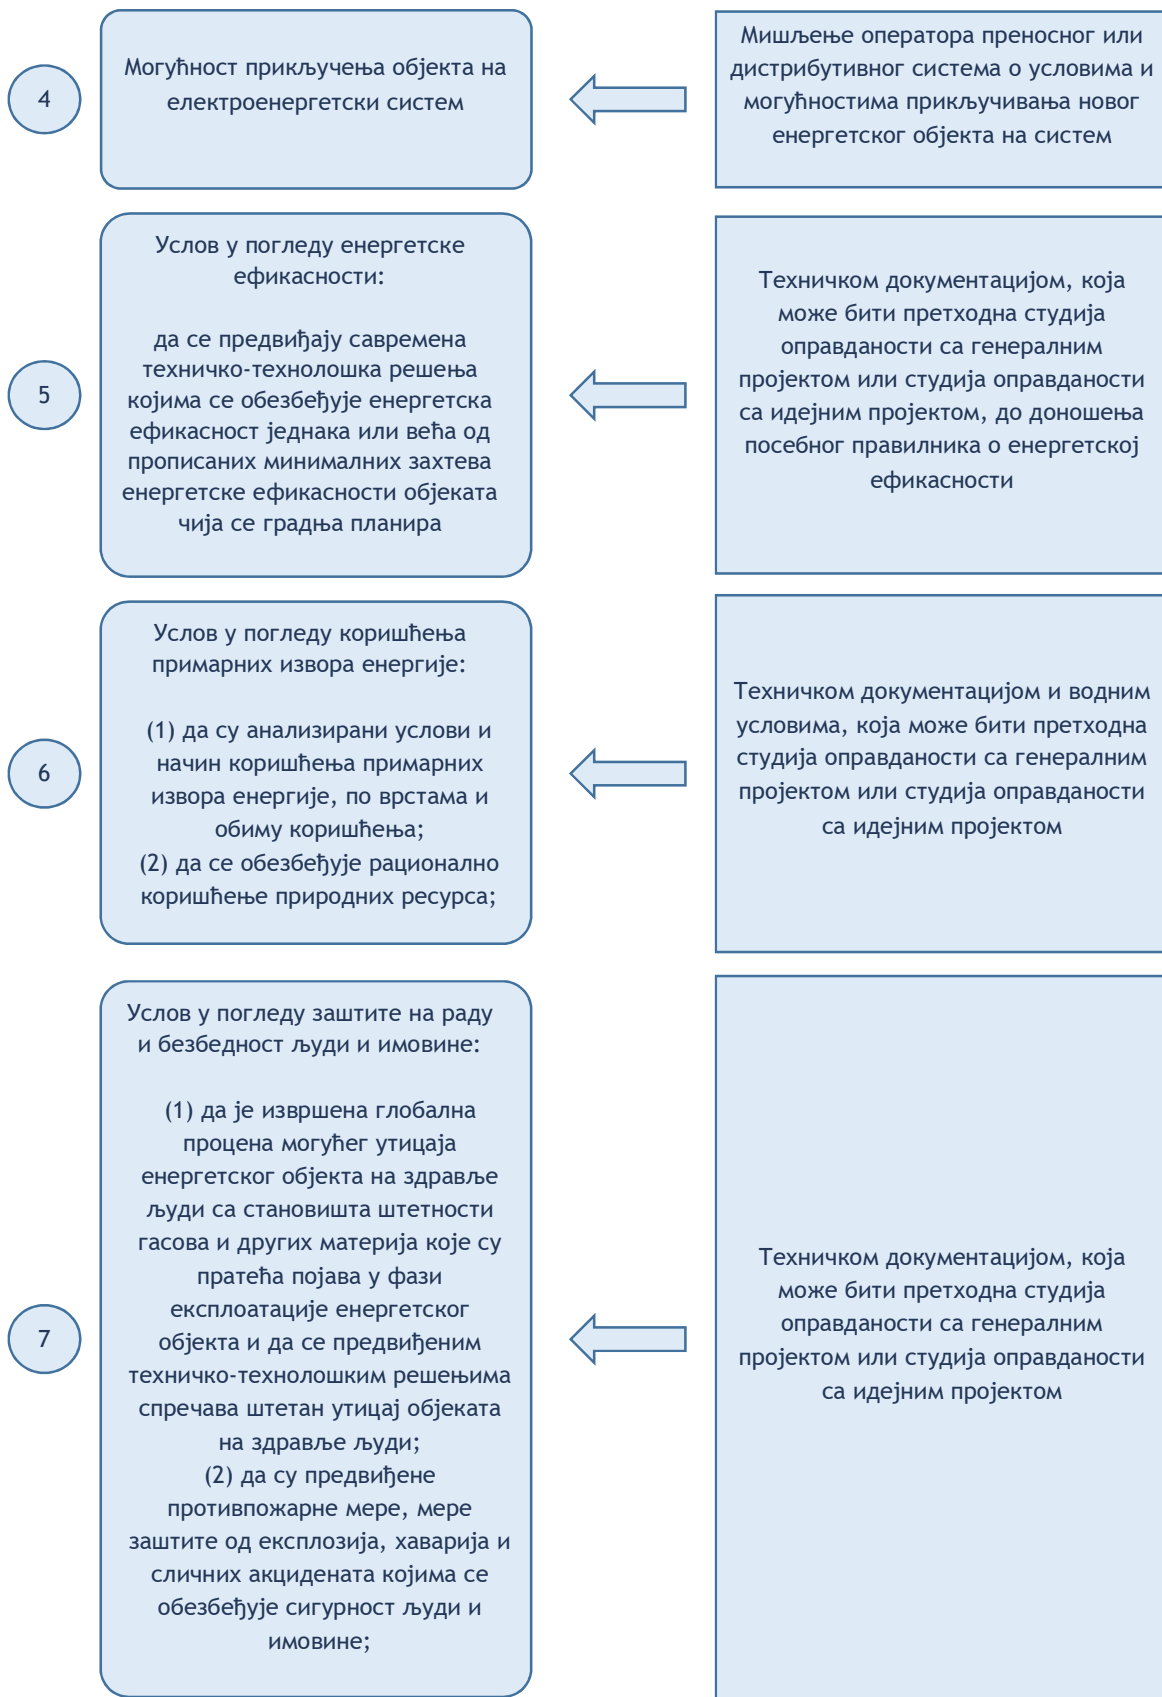 4
Могућност прикључења објекта на
електроенергетски систем
Мишљење оператора преносног или
дистрибутивног система о условима и
могућностима прикључивања новог
енергетског објекта на систем
5
Услов у погледу енергетске
ефикасности:
да се предвиђају савремена
техничко-технолошка решења
којима се обезбеђује енергетска
ефикасност једнака или већа од
прописаних минималних захтева
енергетске ефикасности објеката
чија се градња планира
Техничком документацијом, која
може бити претходна студија
оправданости са генералним
пројектом или студија оправданости
са идејним пројектом, до доношења
посебног правилника о енергетској
ефикасности
6
Услов у погледу коришћења
примарних извора енергије:
(1) да су анализирани услови и
начин коришћења примарних
извора енергије, по врстама и
обиму коришћења;
(2) да се обезбеђује рационално
коришћење природних ресурса;
Техничком документацијом и водним
условима, која може бити претходна
студија оправданости са генералним
пројектом или студија оправданости
са идејним пројектом
7
Услов у погледу заштите на раду
и безбедност људи и имовине:
(1) да је извршена глобална
процена могућег утицаја
енергетског објекта на здравље
људи са становишта штетности
гасова и других материја које су
пратећа појава у фази
експлоатације енергетског
објекта и да се предвиђеним
техничко-технолошким решењима
спречава штетан утицај објеката
на здравље људи;
(2) да су предвиђене
противпожарне мере, мере
заштите од експлозија, хаварија и
сличних акцидената којима се
обезбеђује сигурност људи и
имовине;
Техничком документацијом, која
може бити претходна студија
оправданости са генералним
пројектом или студија оправданости
са идејним пројектом